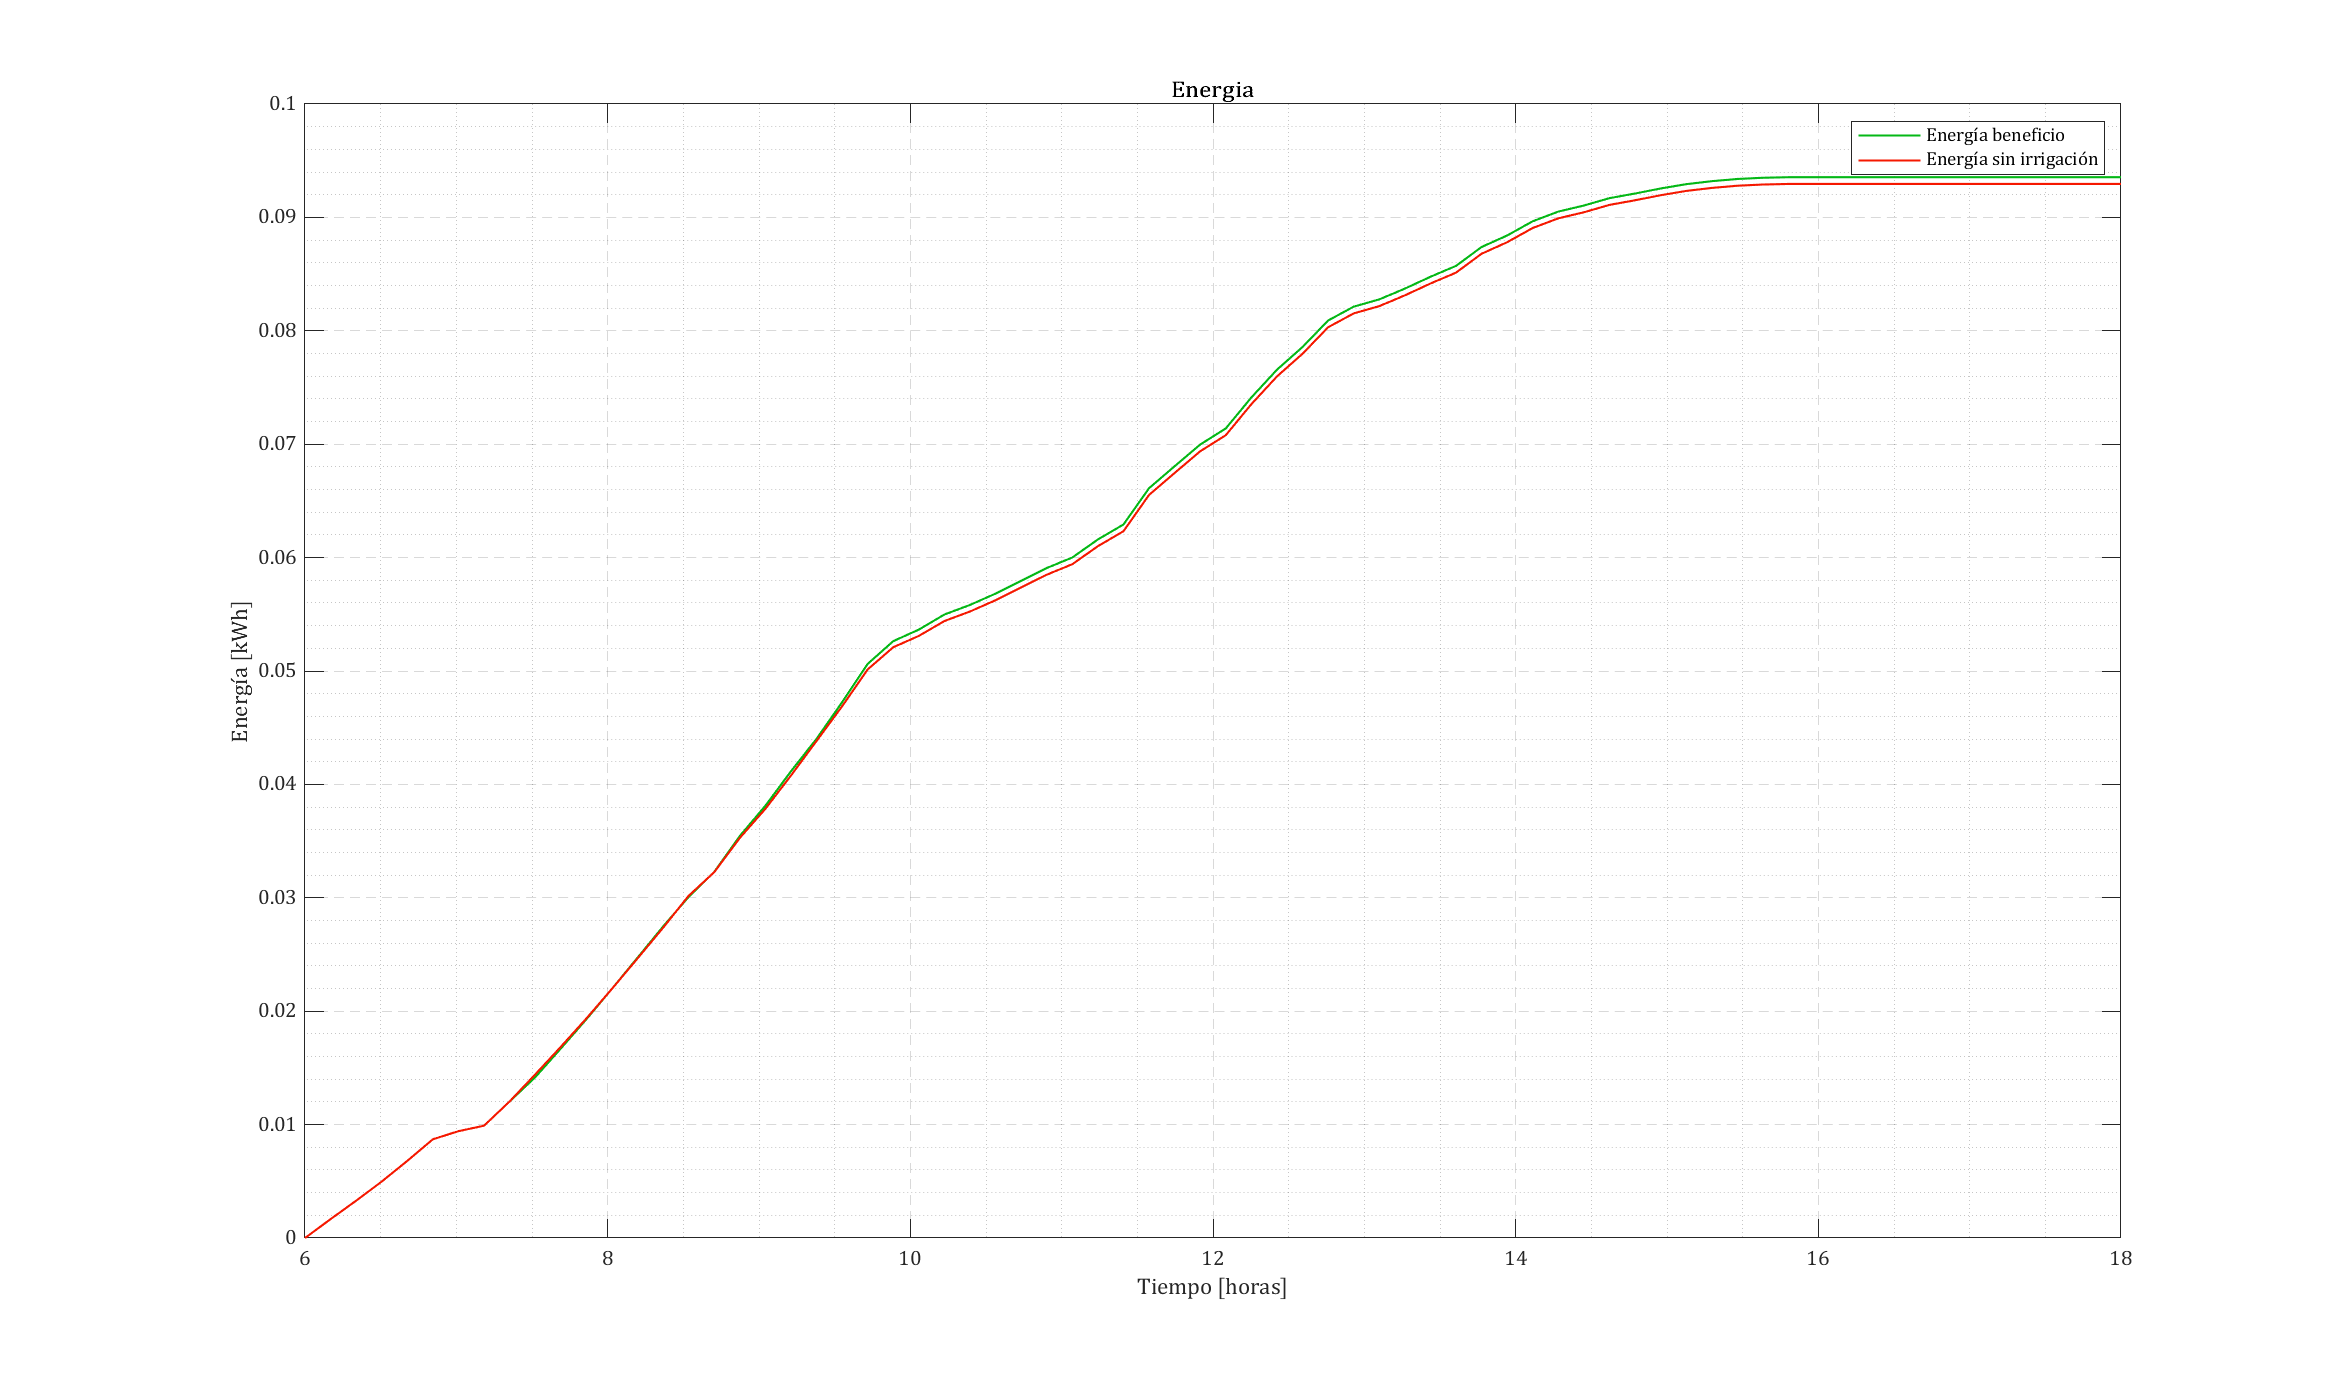 Energia
Energía beneficio
Energía sin irrigación
0.1
0.09
0.08
0.07
0.06
0.05
0.04
0.03
0.02
0.01
0
Energía [kWh]
6 8 10 12 14 16 18
Tiempo [horas]